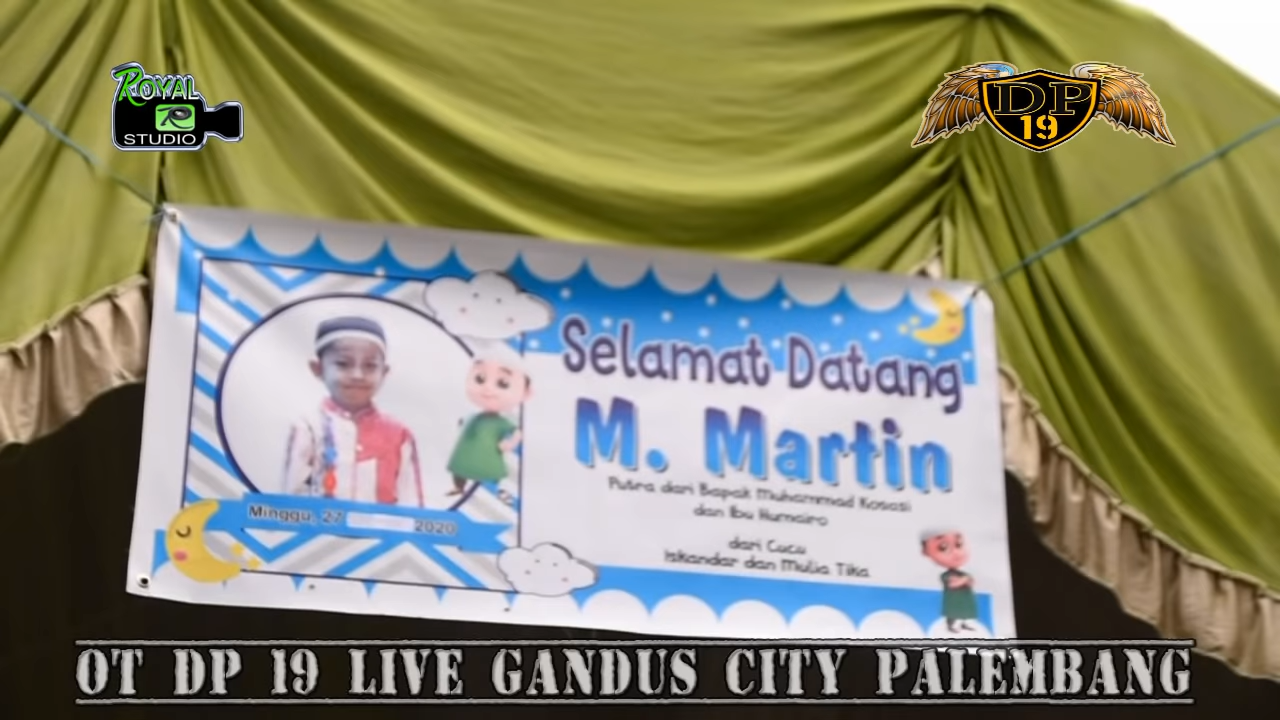 ROYAL
R
STUDIO
DP
19
Selamat Datang
M. Martin
Putra dari Bapak Muhammad Kosasi
dan Ibu Humairo
dari Cucu
Iskandar dan Mulia Tika
Minggu, 27 2020
OT DP 19 LIVE GANDUS CITY PALEMBANG